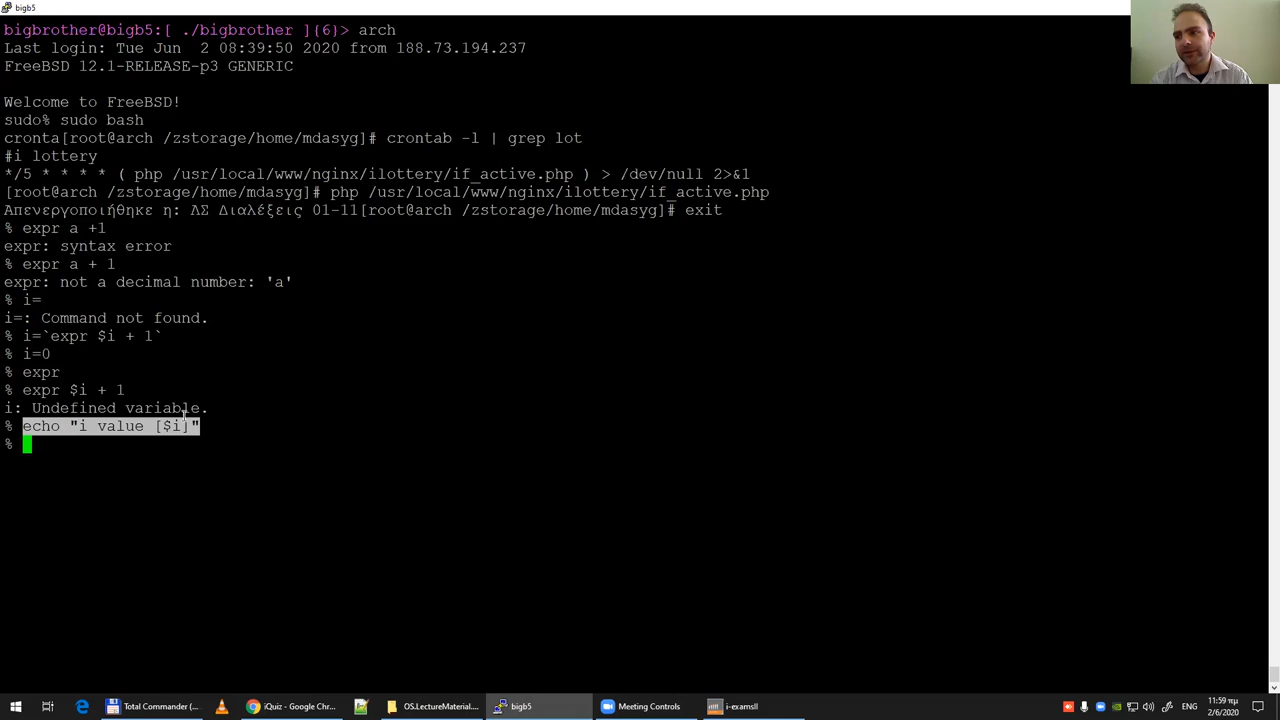 bigb5
bigbrother@bigb5:[ ./bigbrother ]{6}> arch
Last login: Tue Jun  2 08:39:50 2020 from 188.73.194.237
FreeBSD 12.1-RELEASE-p3 GENERIC
Welcome to FreeBSD!
sudo% sudo bash
cronta[root@arch /zstorage/home/mdasyg]# crontab -l | grep lot
#i lottery
*/5 * * * * ( php /usr/local/www/nginx/ilottery/if_active.php ) > /dev/null 2>&1
[root@arch /zstorage/home/mdasyg]# php /usr/local/www/nginx/ilottery/if_active.php
Απενεργοποιήθηκε η: ΛΣ Διαλέξεις 01-11[root@arch /zstorage/home/mdasyg]# exit
% expr a +1
expr: syntax error
% expr a + 1
expr: not a decimal number: 'a'
% i=
i=: Command not found.
% i=`expr $i + 1`
% i=0
% expr
% expr $i + 1
i: Undefined variable.
% echo "i value [$i]"
%
Total Commander (...
iQuiz - Google Chr...
OS.LectureMaterial....
bigb5
Meeting Controls
i-examsII
ENG
11:59 πμ
2/6/2020